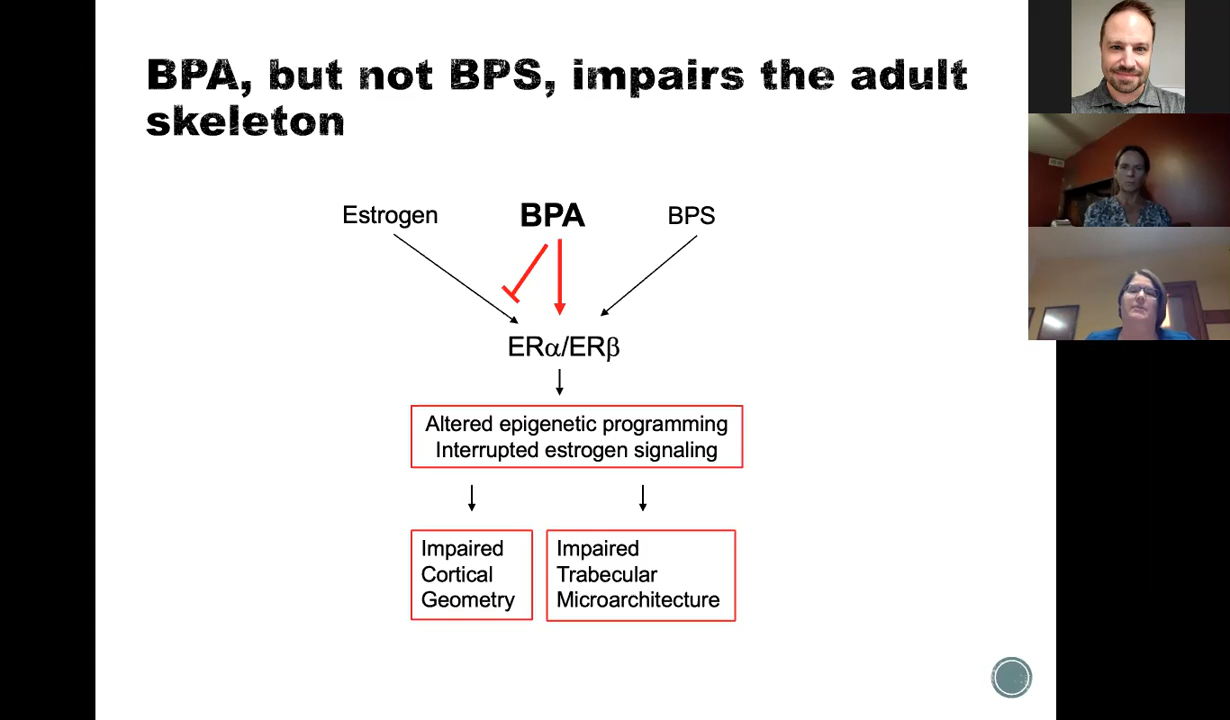 BPA, but not BPS, impairs the adult
skeleton
Estrogen
BPA
BPS
ERα/ERβ
Altered epigenetic programming
Interrupted estrogen signaling
Impaired
Cortical
Geometry
Impaired
Trabecular
Microarchitecture